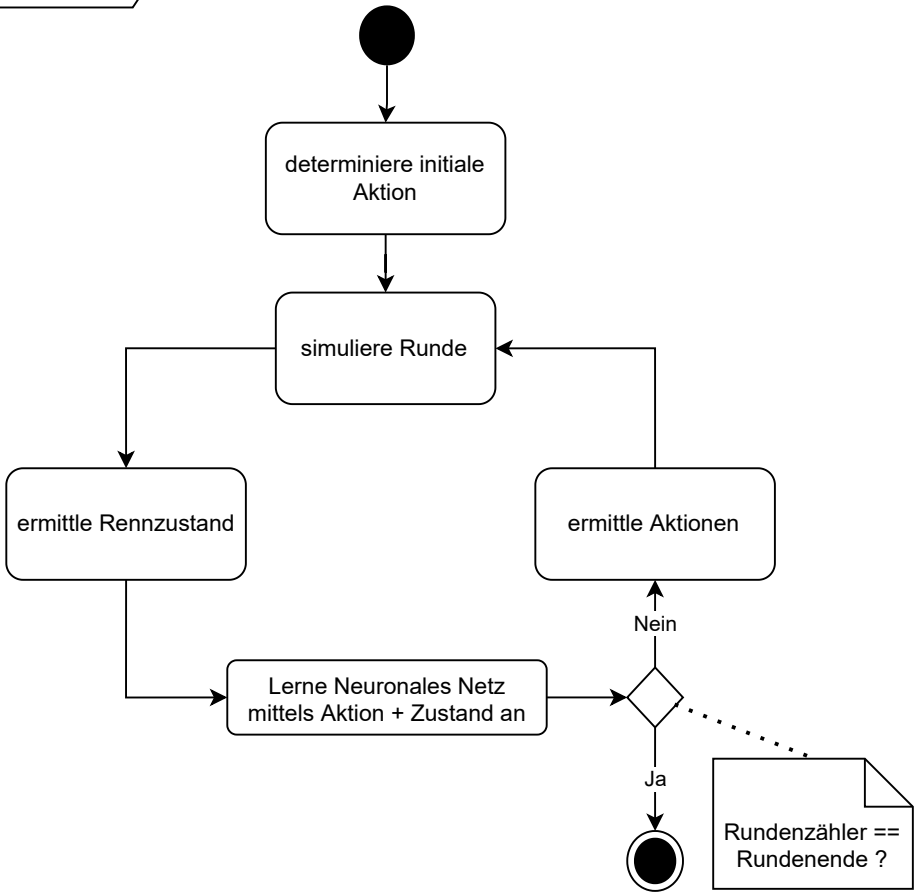 determiniere initiale
Aktion
simuliere Runde
ermittle Rennzustand
ermittle Aktionen
Nein
Lerne Neuronales Netz
mittels Aktion + Zustand an
Ja
Rundenzähler ==
Rundenende ?